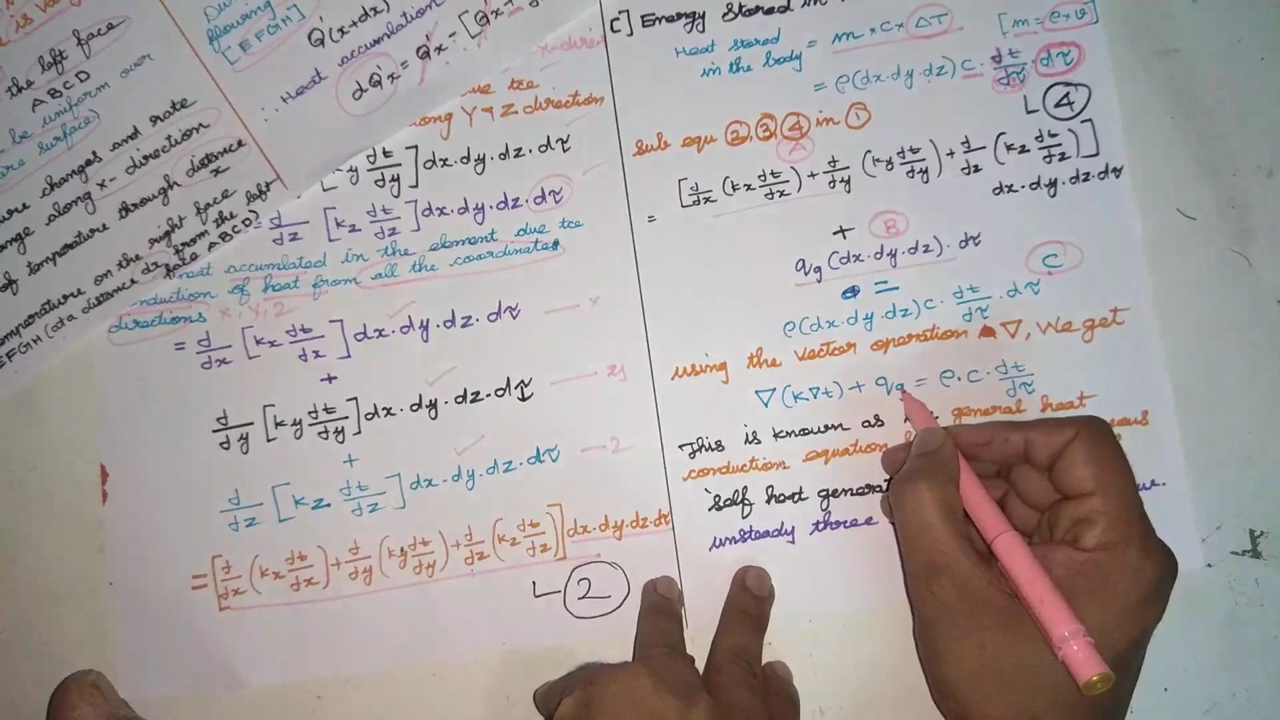 the left face
ABCD
be uniform over
surface)
changes and rate
along x-direction
of temperature through distance
x
on the right face
EFGH (at a distance dx from the left
face ABCD)
flowing
[EFGH]
Q'(x+dx)
∴ Heat accumulation
dQ'x = Q'x -
Y & Z direction
y dt/dy] dx.dy.dz.dτ
= d/dz [kz dt/dz] dx.dy.dz.dτ
accumlated in the element due toe
of heat from all the coordinates
directions x, y, z
= d/dx [kx dt/dx] dx.dy.dz.dτ — x
+
d/dy [ky dt/dy] dx.dy.dz.dτ — y
+
d/dz [kz dt/dz] dx.dy.dz.dτ — z
= [d/dx (kx dt/dx) + d/dy (ky dt/dy) + d/dz (kz dt/dz)] dx.dy.dz.dτ
2
[C] Energy Stored in
Heat stored in the body = m × C × ΔT [m = ρ × v]
= ρ(dx.dy.dz) C. dt/dτ . dτ
4
Sub equ 2, 3, 4 in 1
A
= [d/dx (kx dt/dx) + d/dy (ky dt/dy) + d/dz (kz dt/dz)]
dx.dy.dz.dτ
+ B
qg (dx.dy.dz). dτ
= C
ρ(dx.dy.dz) C . dt/dτ . dτ
using the vector operation ∇, We get
∇(k∇t) + qg = ρ.C. dt/dτ
This is known as general heat
conduction equation
'Self heat
unsteady three